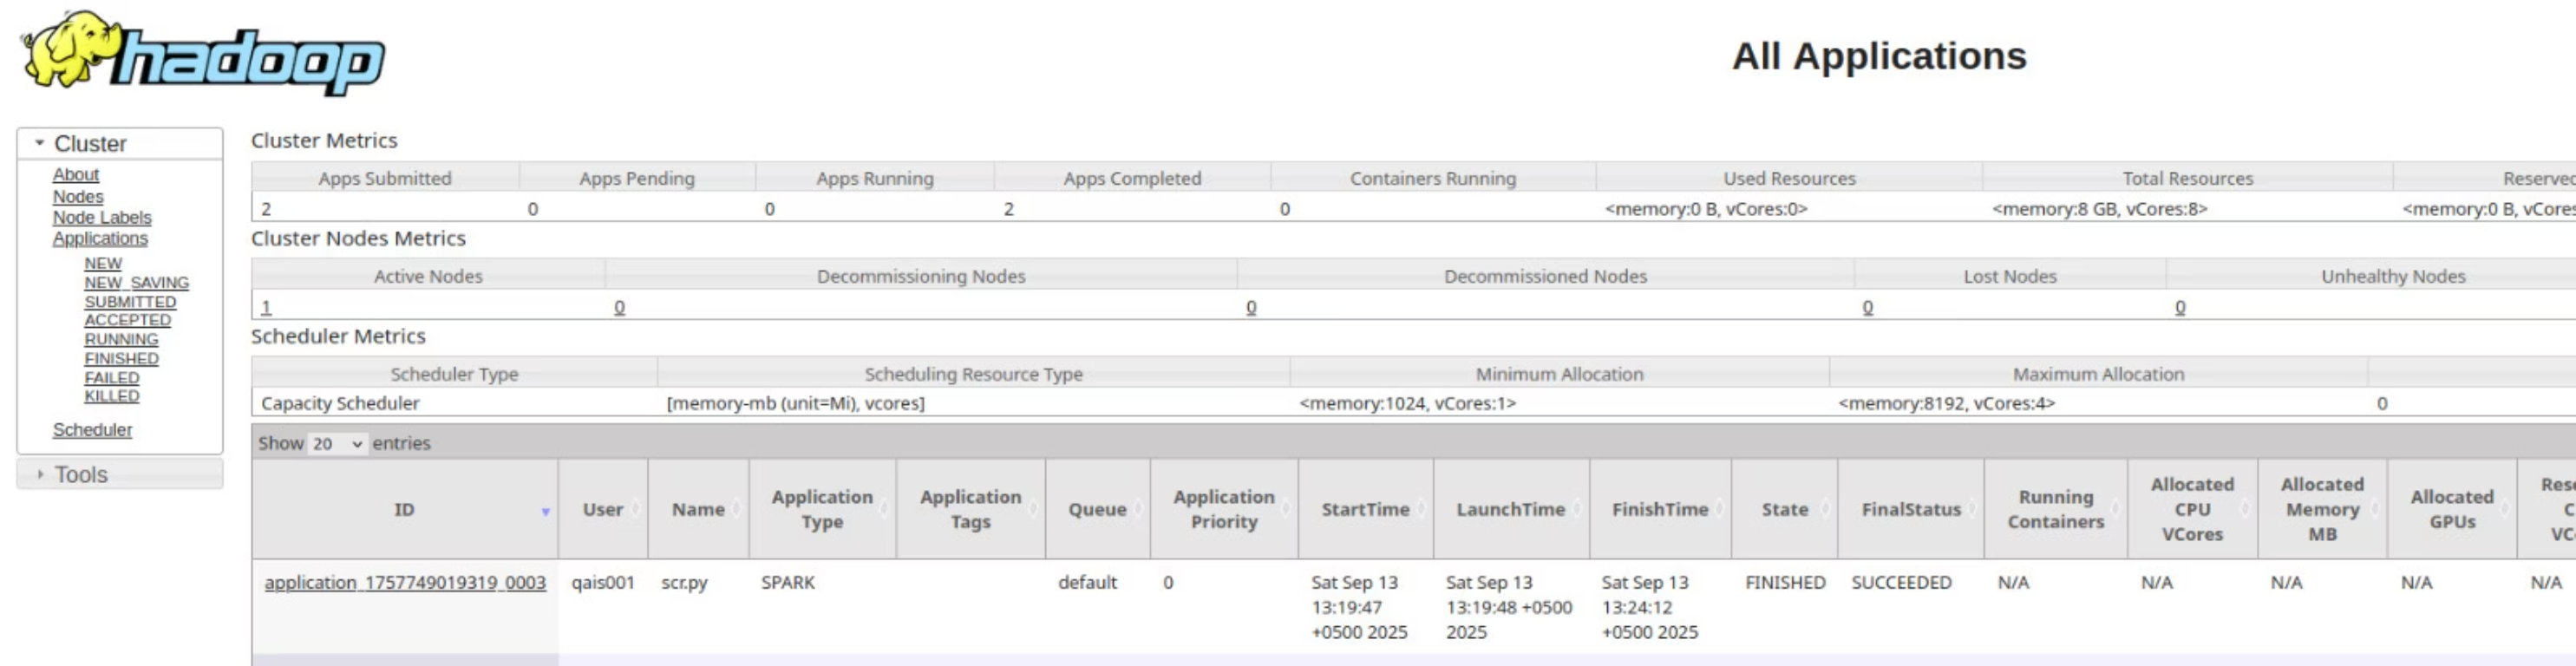 hadoop
All Applications
Cluster
About
Nodes
Node Labels
Applications
NEW
NEW_SAVING
SUBMITTED
ACCEPTED
RUNNING
FINISHED
FAILED
KILLED
Scheduler
Tools
Cluster Metrics
Apps Submitted Apps Pending Apps Running Apps Completed Containers Running Used Resources Total Resources Reserved
2 0 0 2 0 <memory:0 B, vCores:0> <memory:8 GB, vCores:8> <memory:0 B, vCores
Cluster Nodes Metrics
Active Nodes Decommissioning Nodes Decommissioned Nodes Lost Nodes Unhealthy Nodes
1 0 0 0 0
Scheduler Metrics
Scheduler Type Scheduling Resource Type Minimum Allocation Maximum Allocation
Capacity Scheduler [memory-mb (unit=Mi), vcores] <memory:1024, vCores:1> <memory:8192, vCores:4> 0
Show 20 entries
ID User Name Application Type Application Tags Queue Application Priority StartTime LaunchTime FinishTime State FinalStatus Running Containers Allocated CPU VCores Allocated Memory MB Allocated GPUs
application_1757749019319_0003 qais001 scr.py SPARK default 0 Sat Sep 13 13:19:47 +0500 2025 Sat Sep 13 13:19:48 +0500 2025 Sat Sep 13 13:24:12 +0500 2025 FINISHED SUCCEEDED N/A N/A N/A N/A N/A